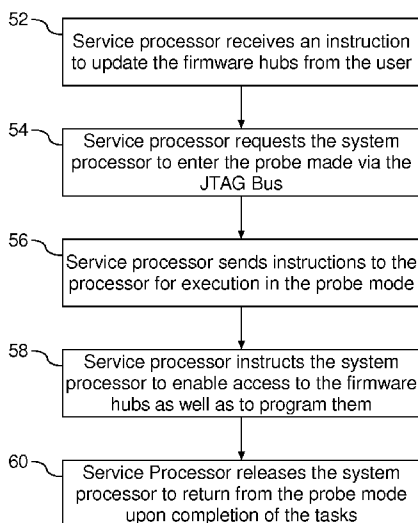 52
Service processor receives an instruction
to update the firmware hubs from the user
54
Service processor requests the system
processor to enter the probe made via the
JTAG Bus
56
Service processor sends instructions to the
processor for execution in the probe mode
58
Service processor instructs the system
processor to enable access to the firmware
hubs as well as to program them
60
Service Processor releases the system
processor to return from the probe mode
upon completion of the tasks